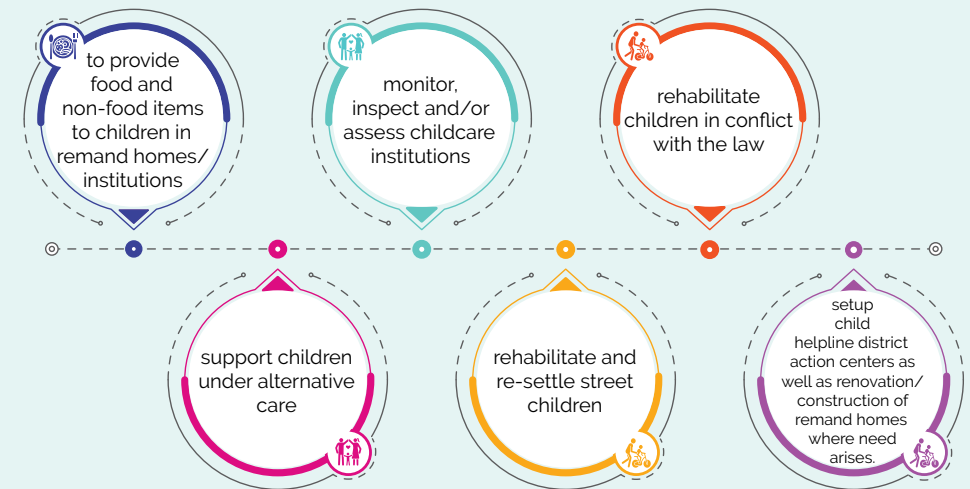 to provide
food and
non-food items
to children in
remand homes/
institutions
support children
under alternative
care
monitor,
inspect and/or
assess childcare
institutions
rehabilitate and
re-settle street
children
rehabilitate
children in conflict
with the law
setup
child
helpline district
action centers as
well as renovation/
construction of
remand homes
where need
arises.